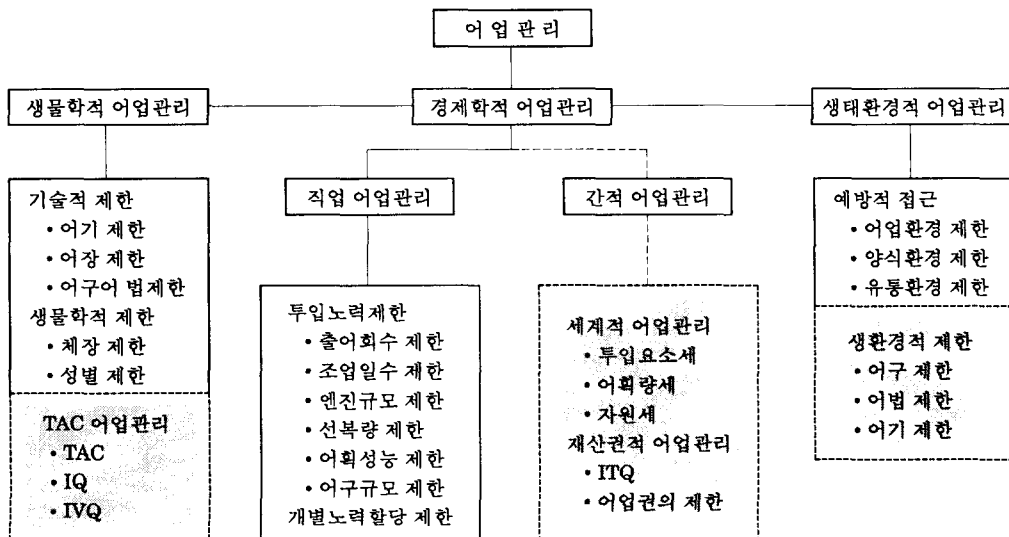 어 업 관 리
생물학적 어업관리
경제학적 어업관리
생태환경적 어업관리
기술적 제한
• 어기 제한
• 어장 제한
• 어구어 법제한
생물학적 제한
• 체장 제한
• 성별 제한
TAC 어업관리
• TAC
• IQ
• IVQ
직업 어업관리
투입노력제한
• 출어회수 제한
• 조업일수 제한
• 엔진규모 제한
• 선복량 제한
• 어획성능 제한
• 어구규모 제한
개별노력할당 제한
간적 어업관리
세제적 어업관리
• 투입요소세
• 어획량세
• 자원세
재산권적 어업관리
• ITQ
• 어업권의 제한
예방적 접근
• 어업환경 제한
• 양식환경 제한
• 유통환경 제한
생환경적 제한
• 어구 제한
• 어법 제한
• 어기 제한